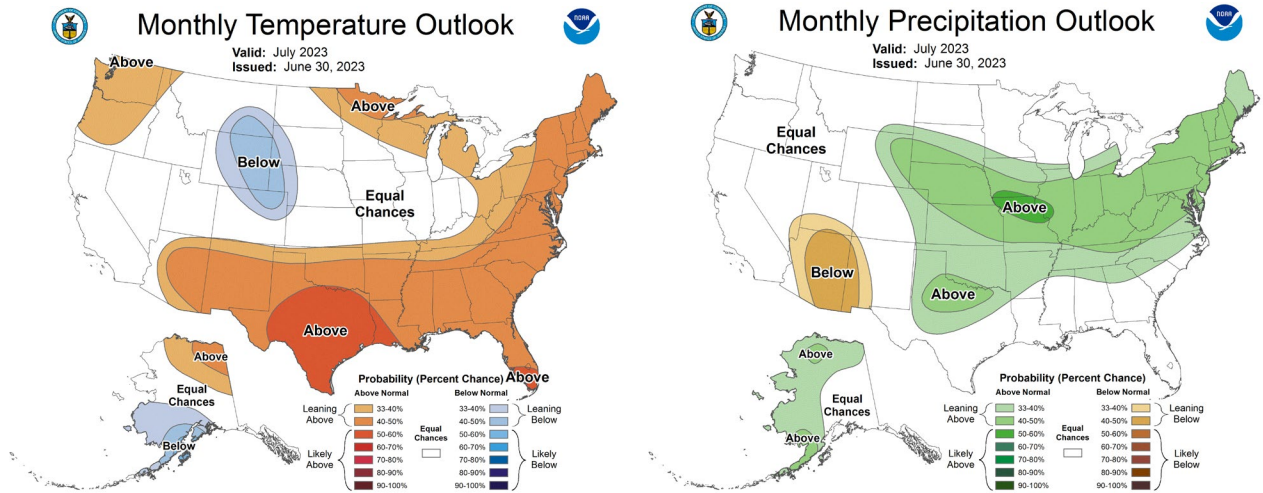 Monthly Temperature Outlook
NOAA
Valid: July 2023
Issued: June 30, 2023
Above
Above
Below
Equal
Chances
Above
Above
Above
Equal
Chances
Below
Probability (Percent Chance)
Above Normal
Below Normal
Leaning
Above
33-40%
40-50%
Likely
Above
50-60%
60-70%
70-80%
80-90%
90-100%
Equal
Chances
33-40%
40-50%
Leaning
Below
50-60%
60-70%
70-80%
80-90%
90-100%
Likely
Below
Monthly Precipitation Outlook
NOAA
Valid: July 2023
Issued: June 30, 2023
Equal
Chances
Above
Below
Above
Above
Equal
Chances
Above
Probability (Percent Chance)
Above Normal
Below Normal
Leaning
Above
33-40%
40-50%
Likely
Above
50-60%
60-70%
70-80%
80-90%
90-100%
Equal
Chances
33-40%
40-50%
Leaning
Below
50-60%
60-70%
70-80%
80-90%
90-100%
Likely
Below